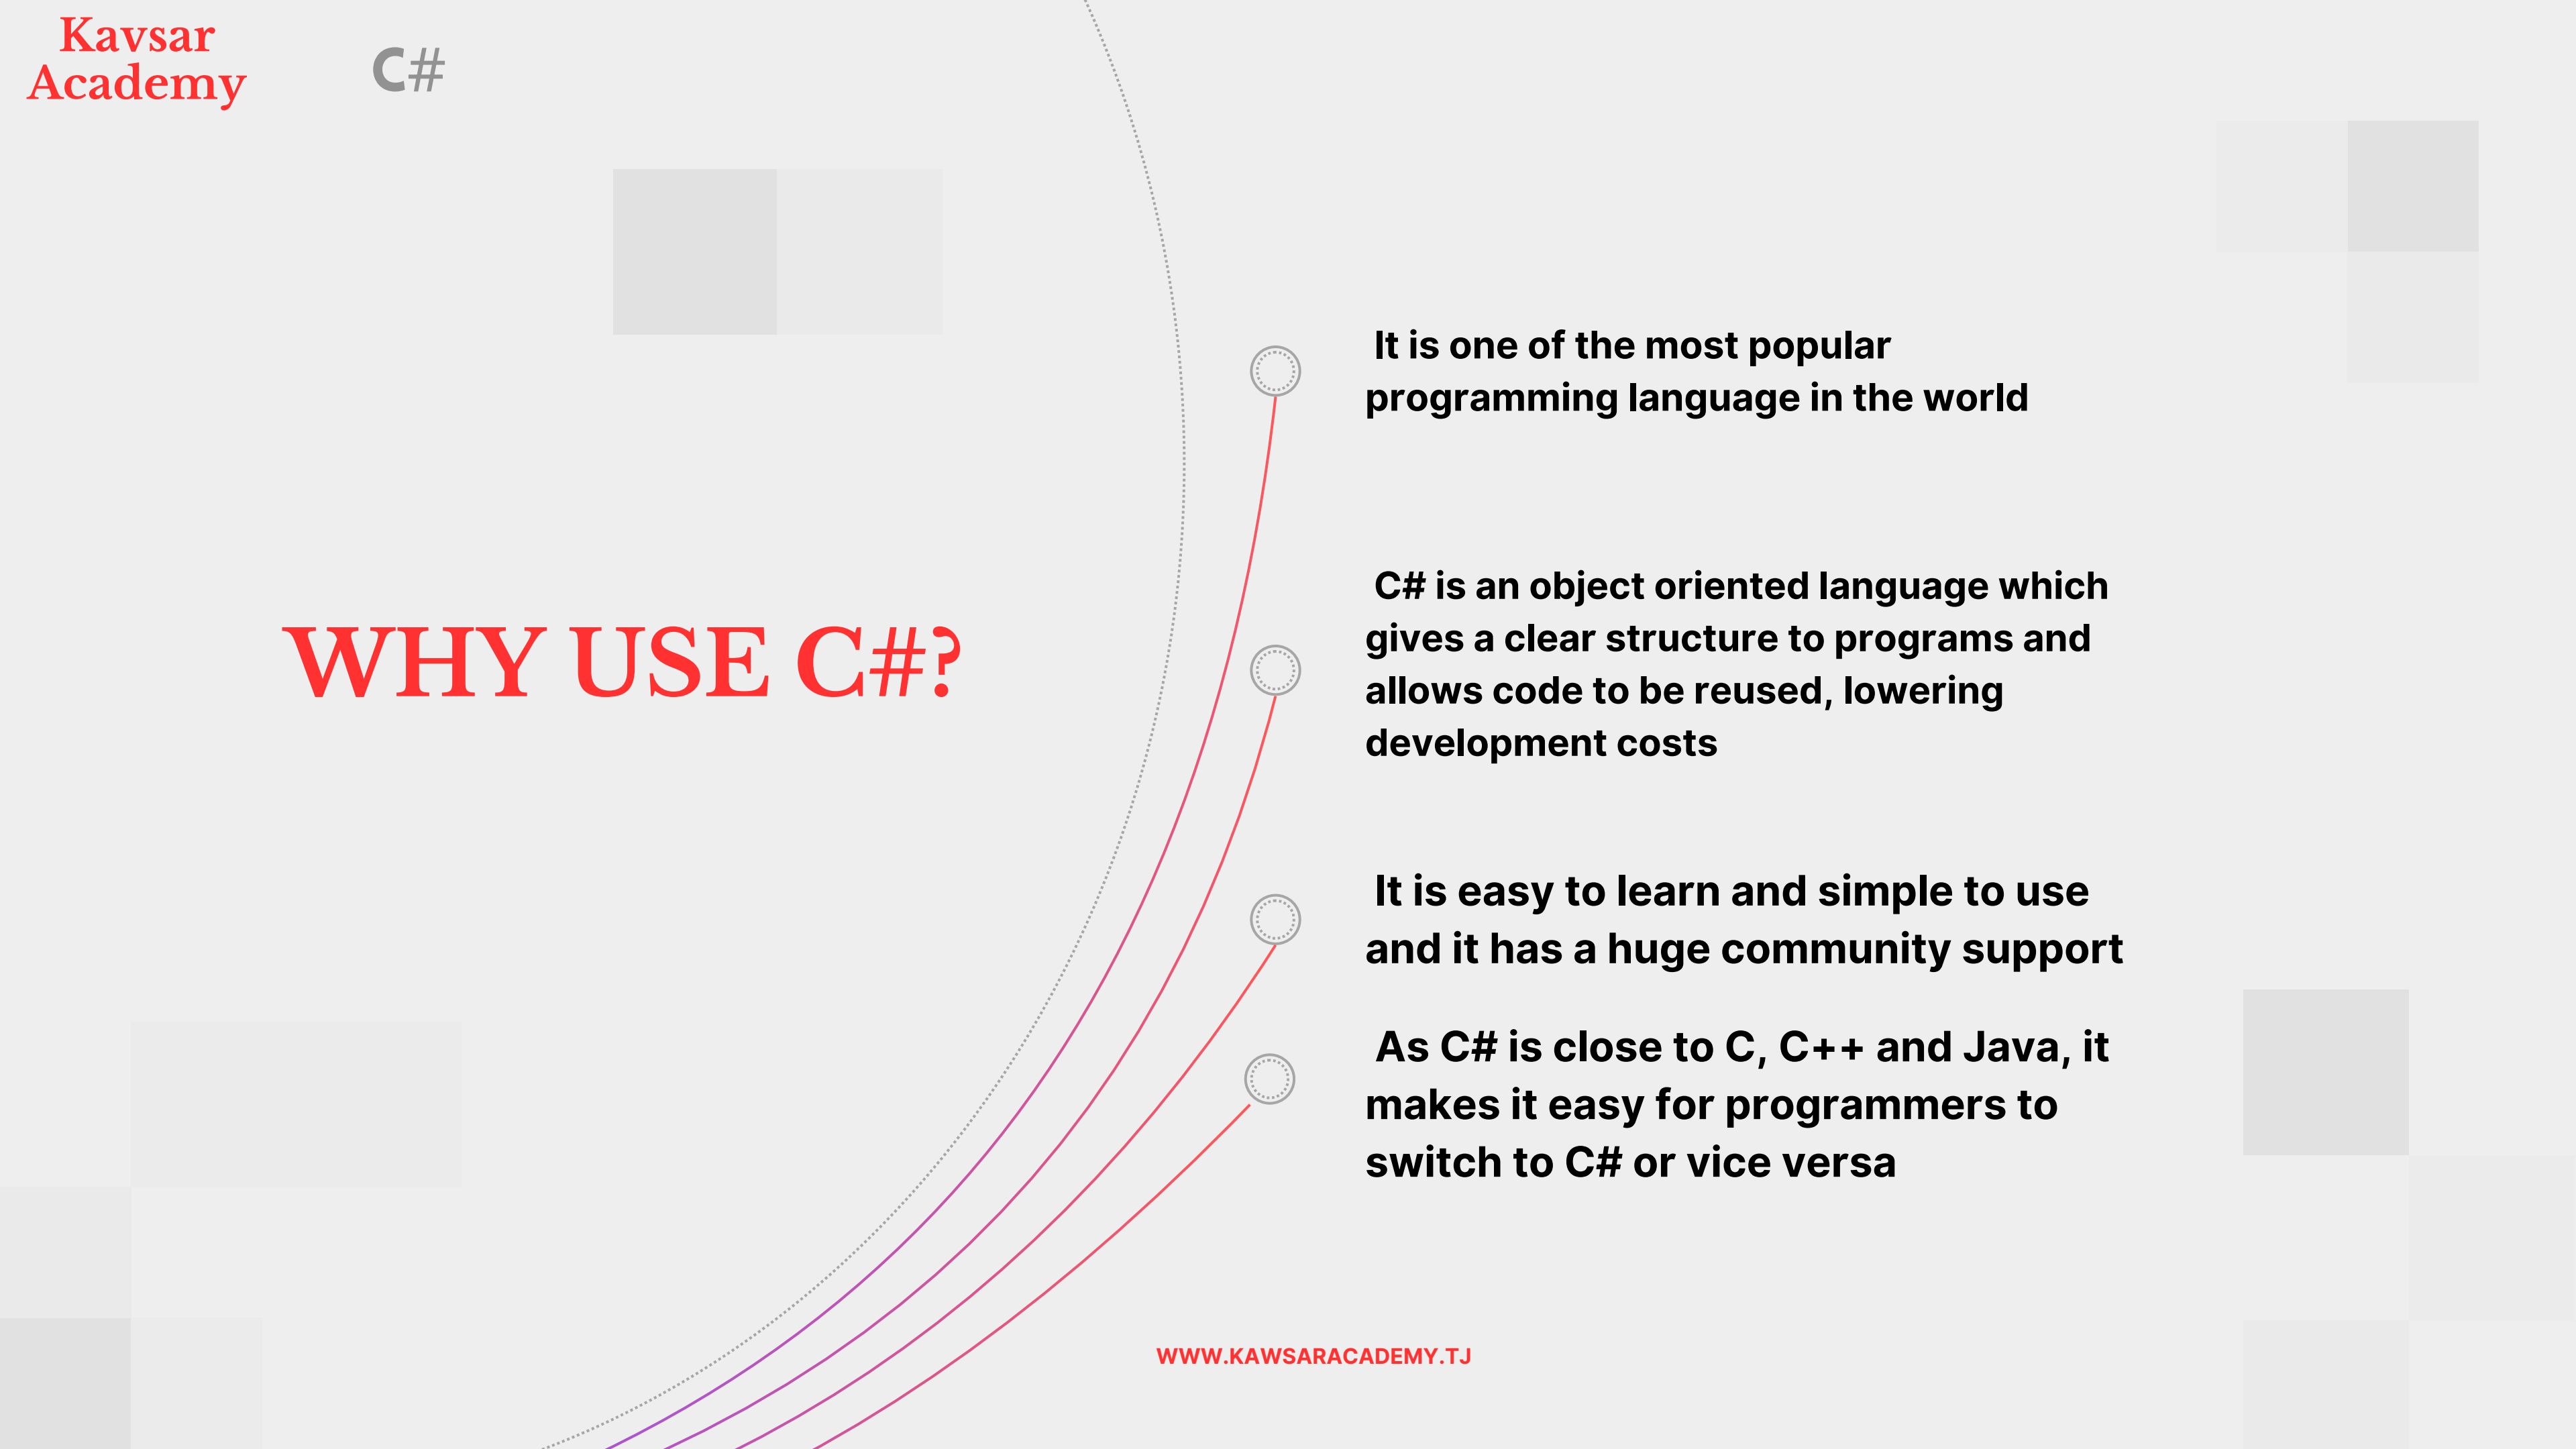 Kavsar
Academy
C#
WHY USE C#?
It is one of the most popular
programming language in the world
C# is an object oriented language which
gives a clear structure to programs and
allows code to be reused, lowering
development costs
It is easy to learn and simple to use
and it has a huge community support
As C# is close to C, C++ and Java, it
makes it easy for programmers to
switch to C# or vice versa
WWW.KAWSARACADEMY.TJ